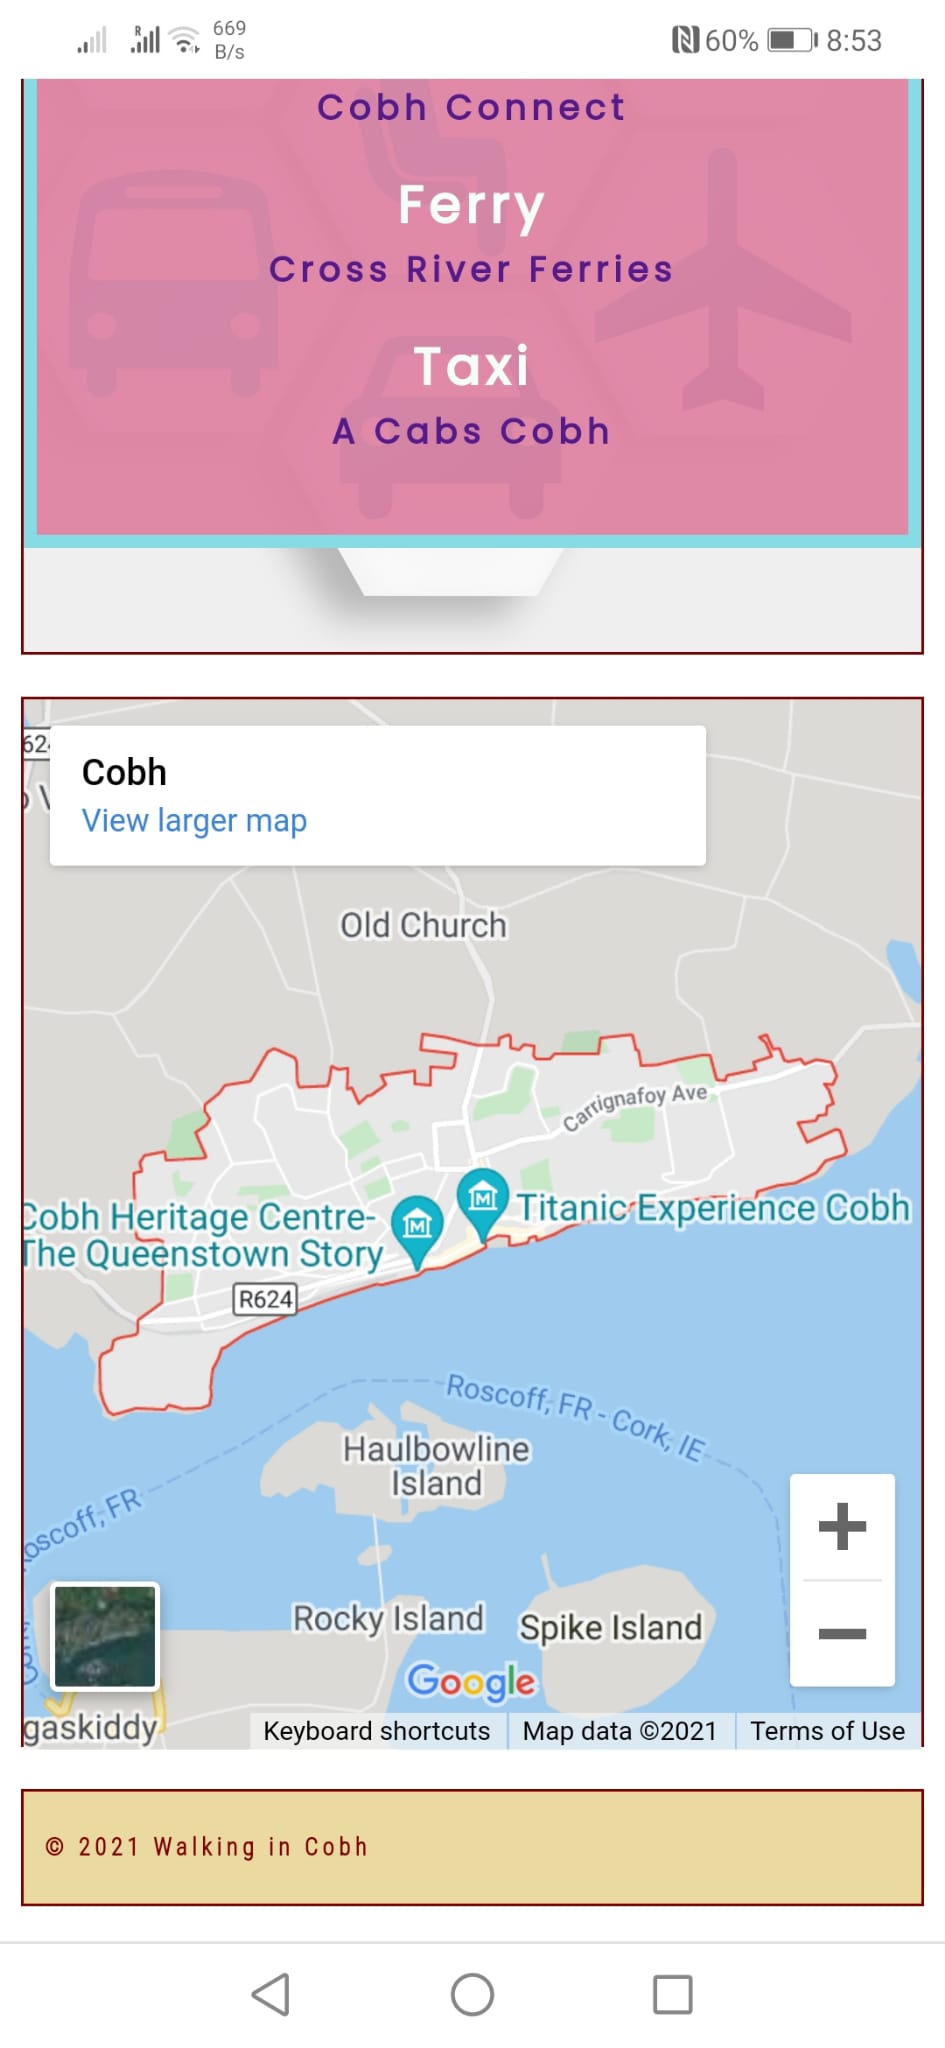 669
B/s
R
60%
8:53
Cobh Connect
Ferry
Cross River Ferries
Taxi
A Cabs Cobh
62
Cobh
View larger map
Old Church
Carrignafoy Ave
Cobh Heritage Centre-
The Queenstown Story
Titanic Experience Cobh
R624
Roscoff, FR - Cork, IE
Haulbowline
Island
oscoff, FR
Rocky Island
Spike Island
Google
gaskiddy
Keyboard shortcuts
Map data ©2021
Terms of Use
© 2021 Walking in Cobh